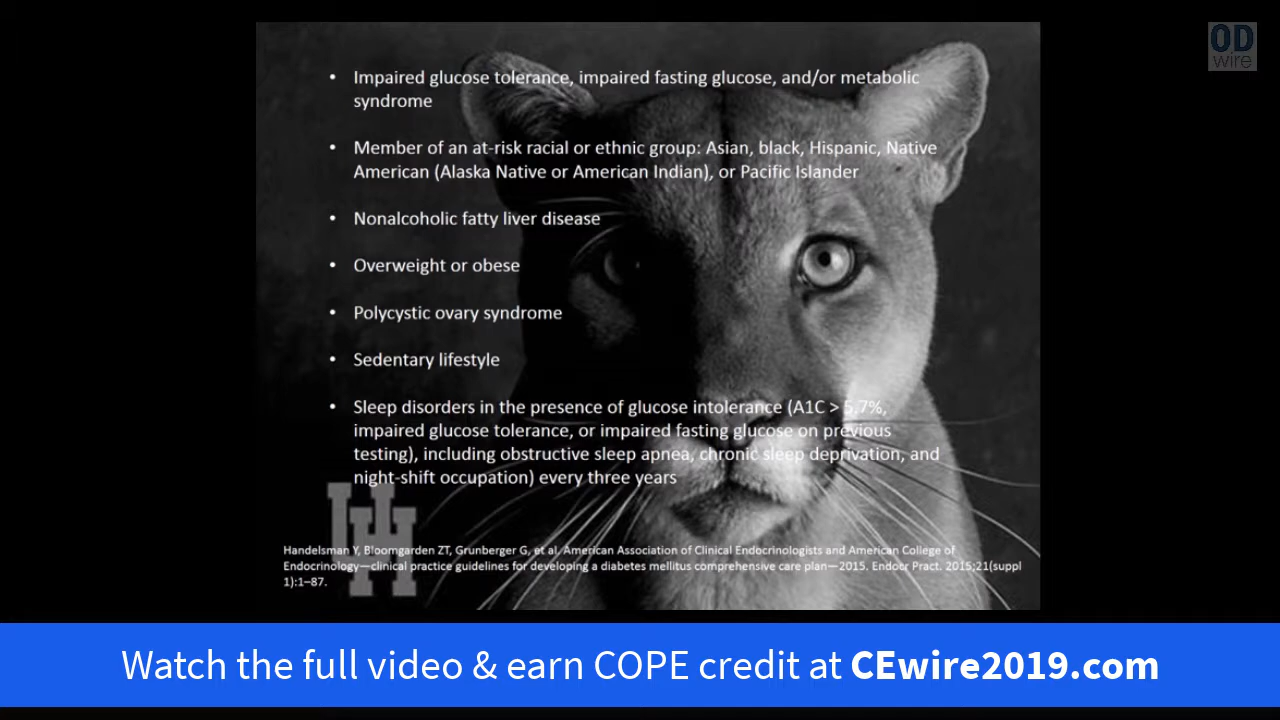 OD
wire
• Impaired glucose tolerance, impaired fasting glucose, and/or metabolic
syndrome
• Member of an at-risk racial or ethnic group: Asian, black, Hispanic, Native
American (Alaska Native or American Indian), or Pacific Islander
• Nonalcoholic fatty liver disease
• Overweight or obese
• Polycystic ovary syndrome
• Sedentary lifestyle
• Sleep disorders in the presence of glucose intolerance (A1C > 5.7%,
impaired glucose tolerance, or impaired fasting glucose on previous
testing), including obstructive sleep apnea, chronic sleep deprivation, and
night-shift occupation) every three years
UH
Handelsman Y, Bloomgarden ZT, Grunberger G, et al. American Association of Clinical Endocrinologists and American College of
Endocrinology—clinical practice guidelines for developing a diabetes mellitus comprehensive care plan—2015. Endocr Pract. 2015;21(suppl
1):1–87.
Watch the full video & earn COPE credit at CEwire2019.com